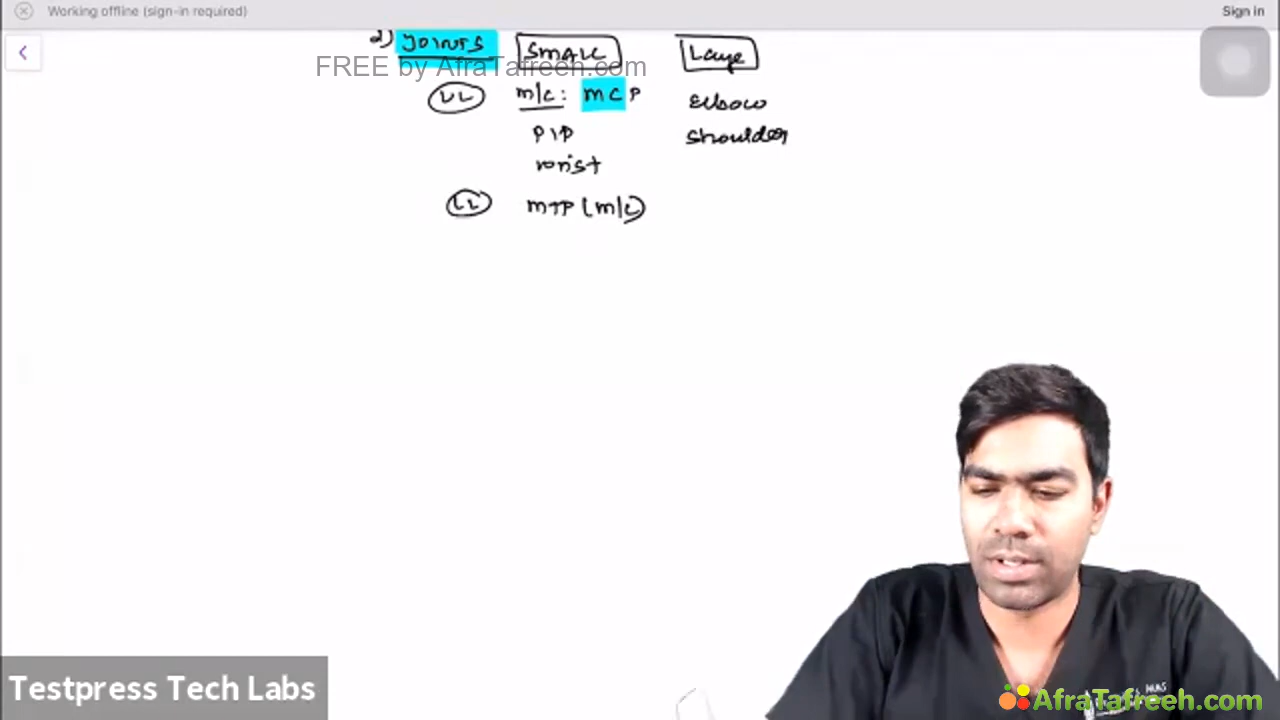 Working offline (sign-in required)
Sign in
2) JOINTS SMALL Large
FREE by AfraTafreeh.com
UL m/c: MCP Elbow
PIP Shoulder
wrist
LL MTP (m/c)
Testpress Tech Labs
AfraTafreeh.com